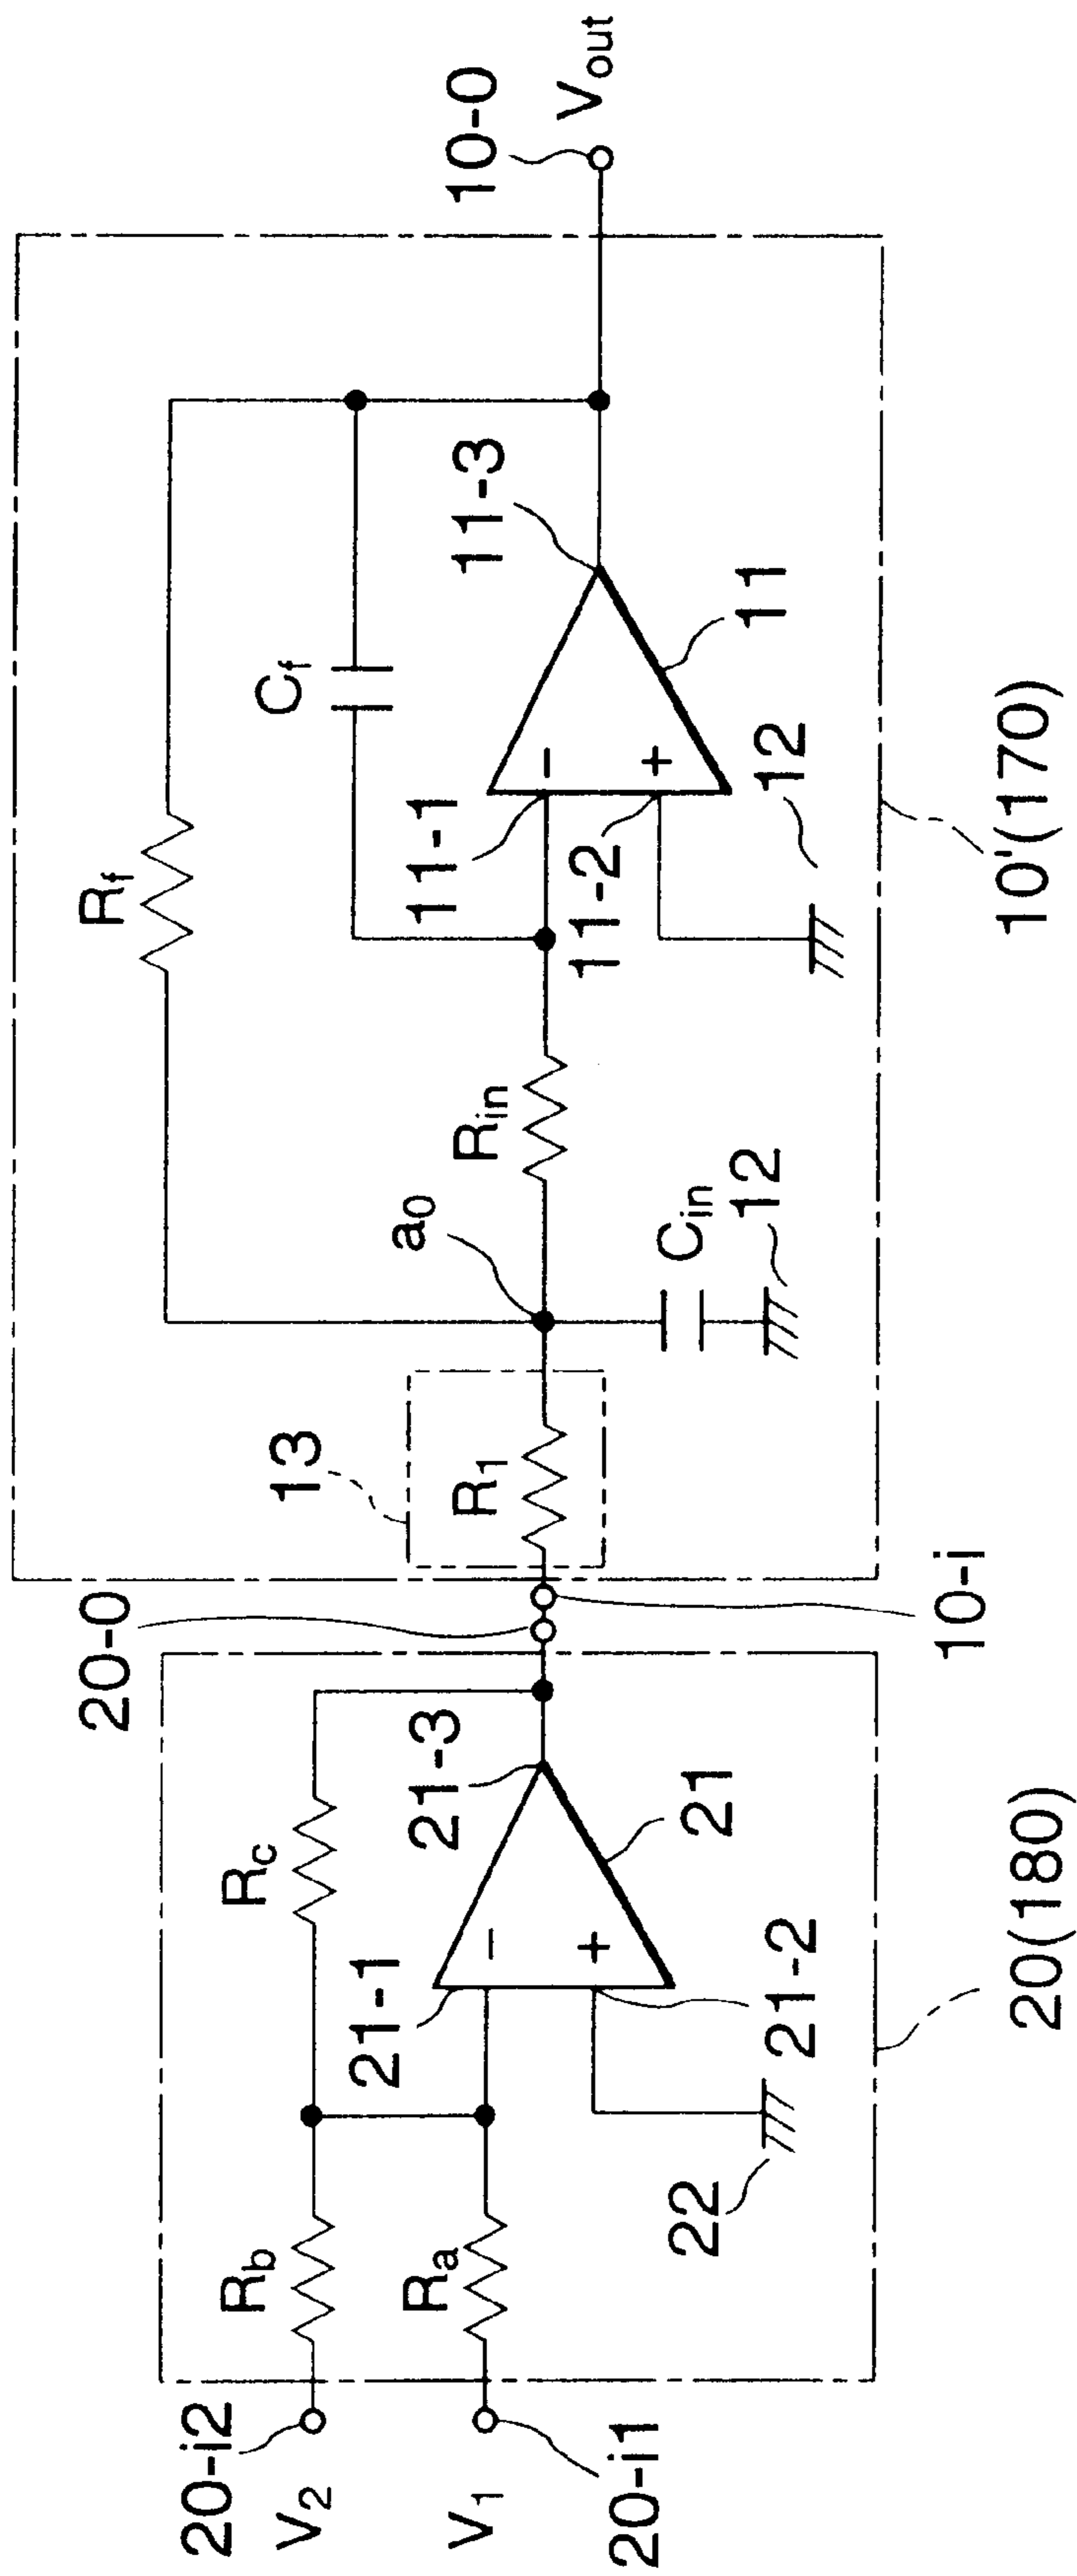 20-i2
V2
V1
20-i1
Rb
Ra
22
Rc
21-1
21-2
−
+
21-3
21
20(180)
20-0
10-i
13
R1
a0
Cin
12
Rin
Rf
Cf
11-1
11-2
−
+
12
11-3
11
10'(170)
10-0
Vout